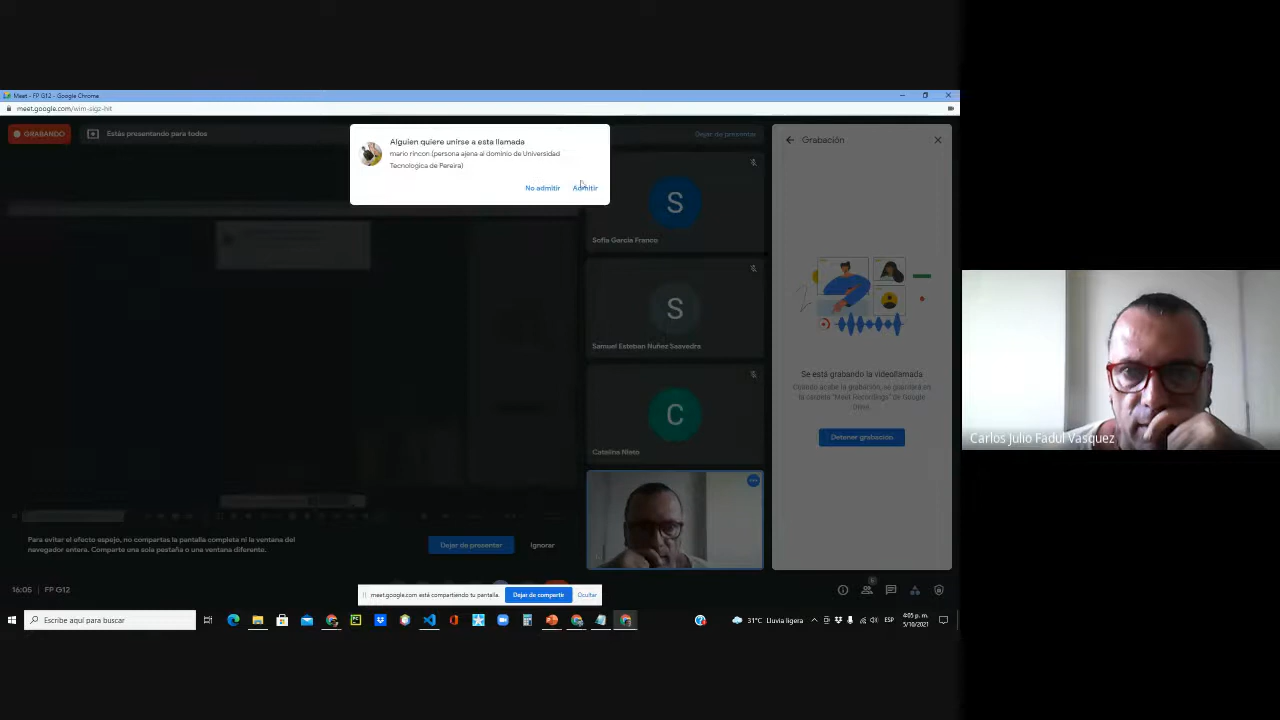 Meet - FP G12 - Google Chrome
meet.google.com/wim-sigz-hit
GRABANDO
Estás presentando para todos
Alguien quiere unirse a esta llamada
mario rincon (persona ajena al dominio de Universidad
Tecnologica de Pereira)
No admitir
Admitir
Dejar de presentar
Grabación
S
Sofia Garcia Franco
S
Samuel Esteban Nuñez Saavedra
C
Catalina Nieto
Se está grabando la videollamada
Cuando acabe la grabación, se guardará en
la carpeta "Meet Recordings" de Google
Drive.
Detener grabación
Carlos Julio Fadul Vasquez
Para evitar el efecto espejo, no compartas la pantalla completa ni la ventana del
navegador entera. Comparte una sola pestaña o una ventana diferente.
Dejar de presentar
Ignorar
16:05 | FP G12
meet.google.com está compartiendo tu pantalla.
Dejar de compartir
Ocultar
Escribe aquí para buscar
31°C Lluvia ligera
ESP
4:05 p. m.
5/10/2021